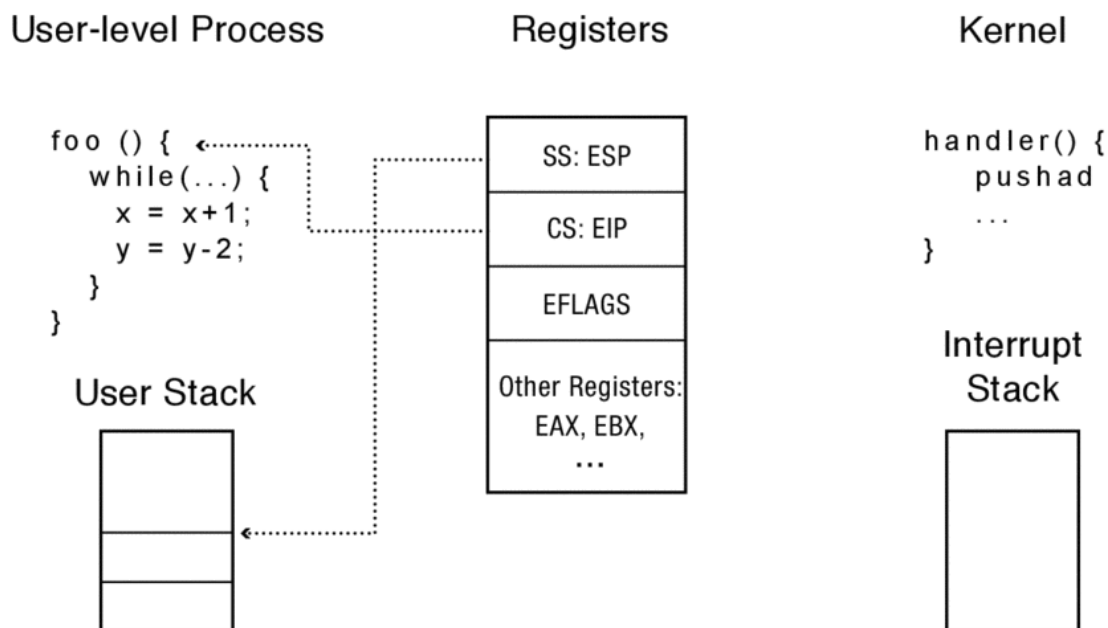 User-level Process
foo () {
while(...) {
x = x+1;
y = y-2;
}
}
User Stack
Registers
SS: ESP
CS: EIP
EFLAGS
Other Registers:
EAX, EBX,
...
Kernel
handler() {
pushad
...
}
Interrupt
Stack